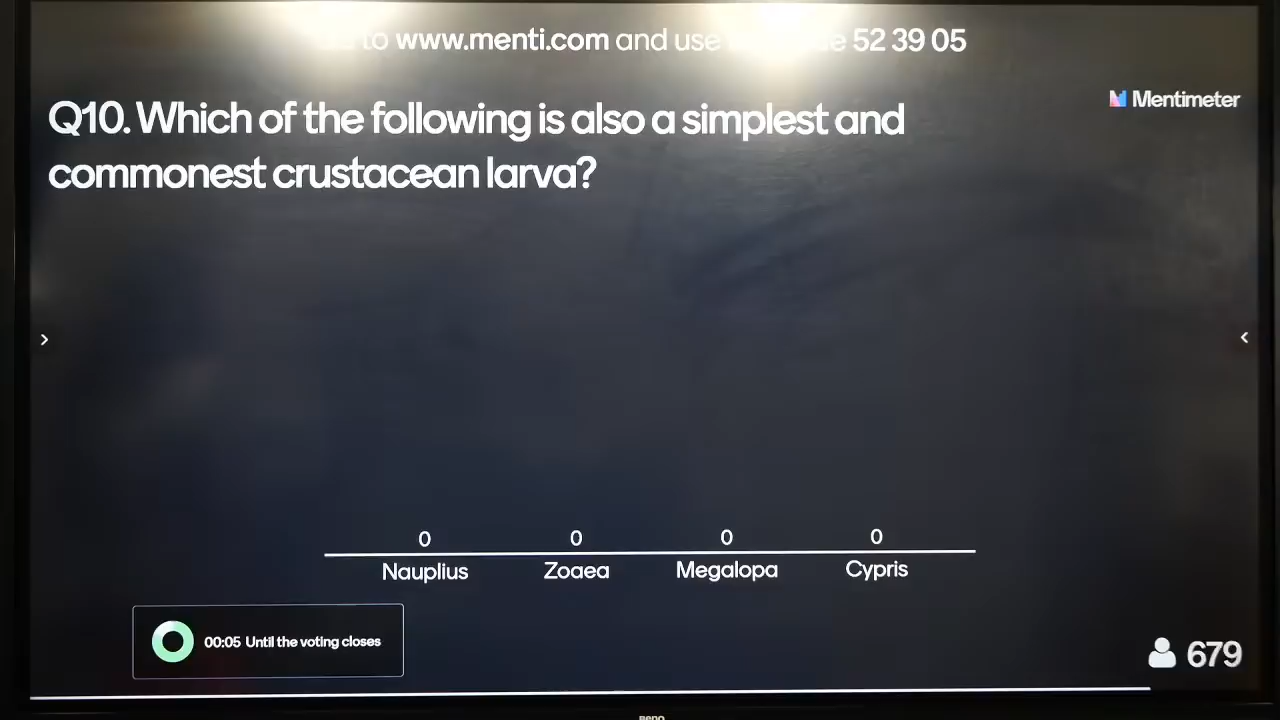 to www.menti.com and use 52 39 05
Mentimeter
Q10. Which of the following is also a simplest and
commonest crustacean larva?
0 0 0 0
Nauplius Zoaea Megalopa Cypris
00:05 Until the voting closes
679
BenQ